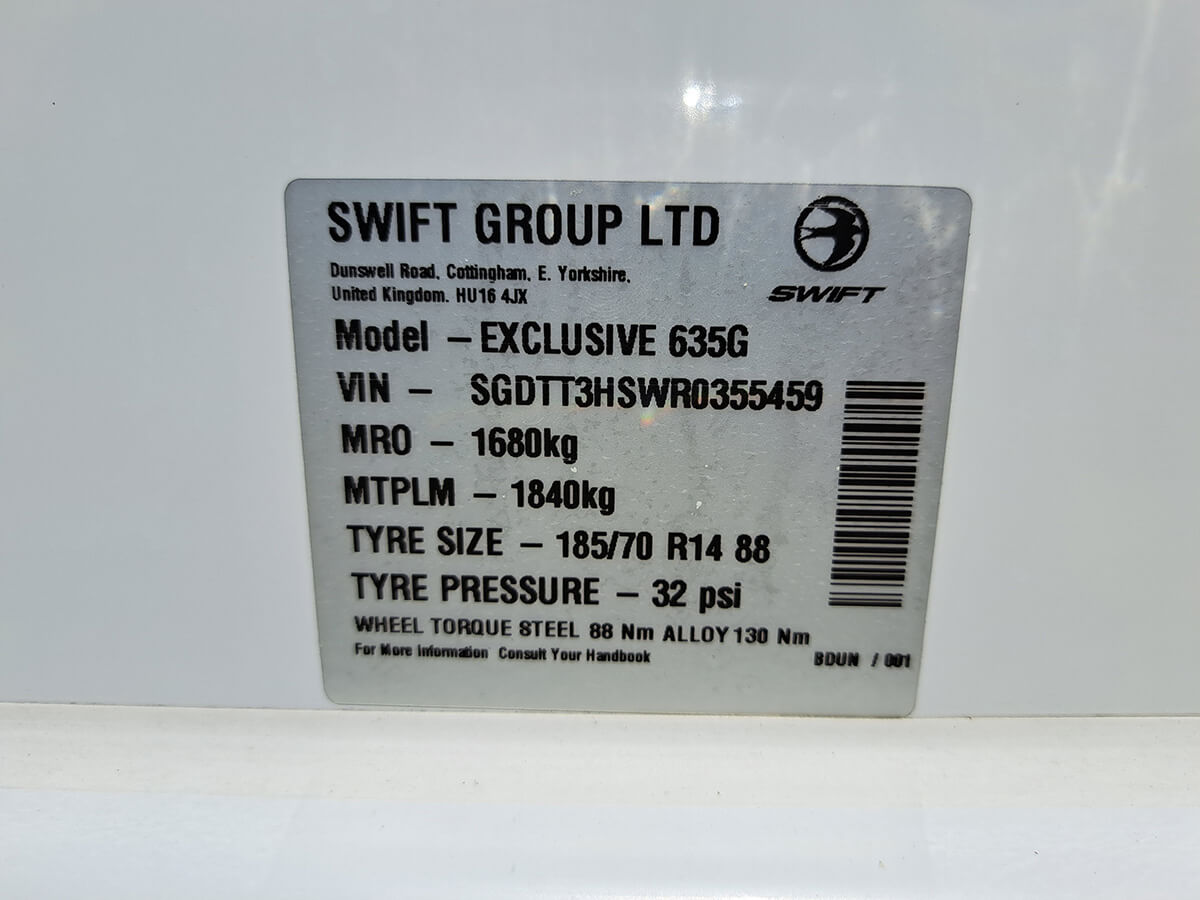 SWIFT GROUP LTD
SWIFT
Dunswell Road, Cottingham, E. Yorkshire,
United Kingdom. HU16 4JX
Model – EXCLUSIVE 635G
VIN – SGDTT3HSWR0355459
MRO – 1680kg
MTPLM – 1840kg
TYRE SIZE – 185/70 R14 88
TYRE PRESSURE – 32 psi
WHEEL TORQUE STEEL 88 Nm ALLOY 130 Nm
For More Information Consult Your Handbook
BDUN / 001